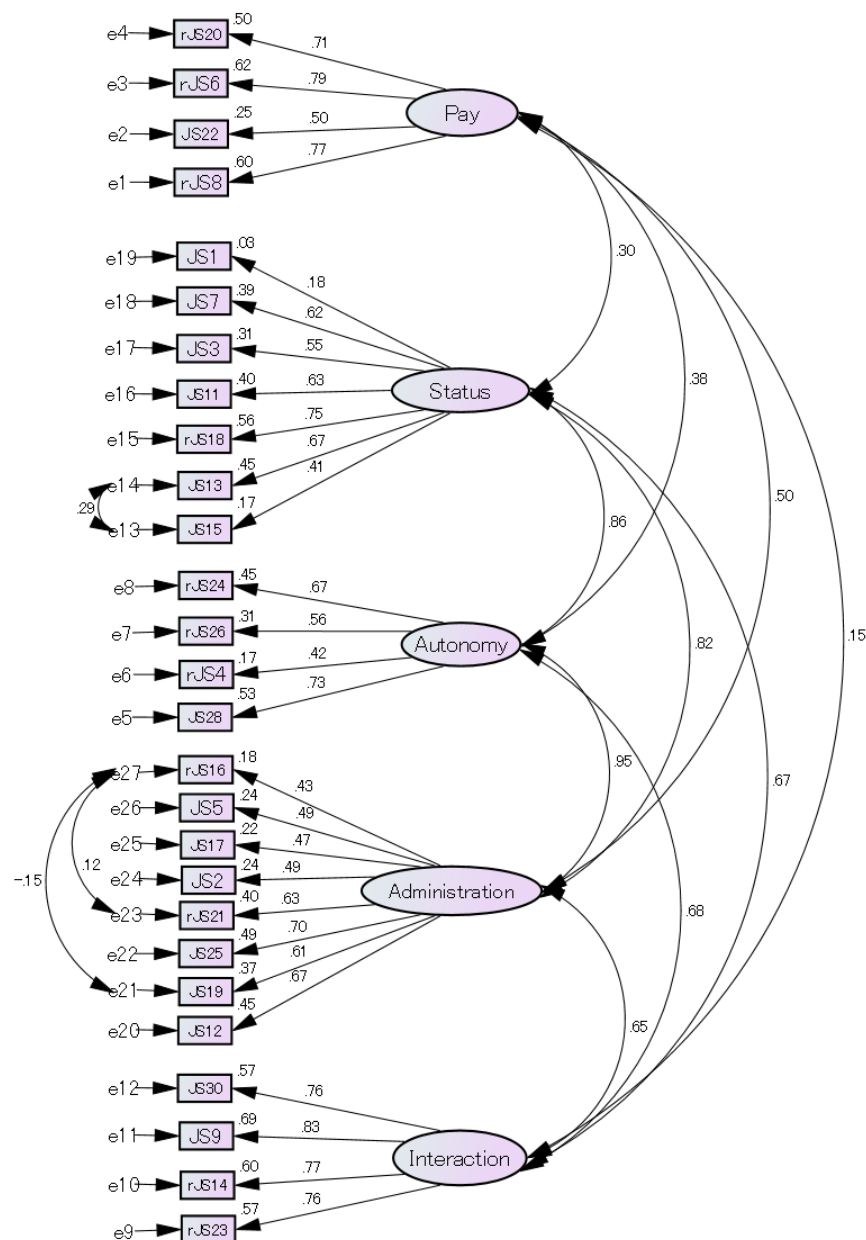 .50
e4 rJS20
.71
.62
e3 rJS6 .79
Pay
.25
e2 JS22 .50
.77
.60
e1 rJS8
.03
e19 JS1
.30
.18
.39
e18 JS7
.62
.31
e17 JS3 .55
.38
.40
e16 JS11 .63
Status
.75
.56
e15 rJS18
.67
.45
.41
e14 JS13
.50
.17
.29
e13 JS15
.86
.45
e8 rJS24 .67
.31
e7 rJS26 .56
Autonomy
.82
.15
.17
e6 rJS4 .42
.73
.53
e5 JS28
.18
.95
e27 rJS16
.43
.67
.24
e26 JS5 .49
.22
e25 JS17 .47
-.15
.12
.24
e24 JS2 .49
Administration
.40
.63
e23 rJS21
.68
.70
.49
e22 JS25
.61
.37
.67
e21 JS19
.45
e20 JS12
.65
.57
e12 JS30 .76
.69
e11 JS9 .83
Interaction
.60
e10 rJS14 .77
.76
.57
e9 rJS23